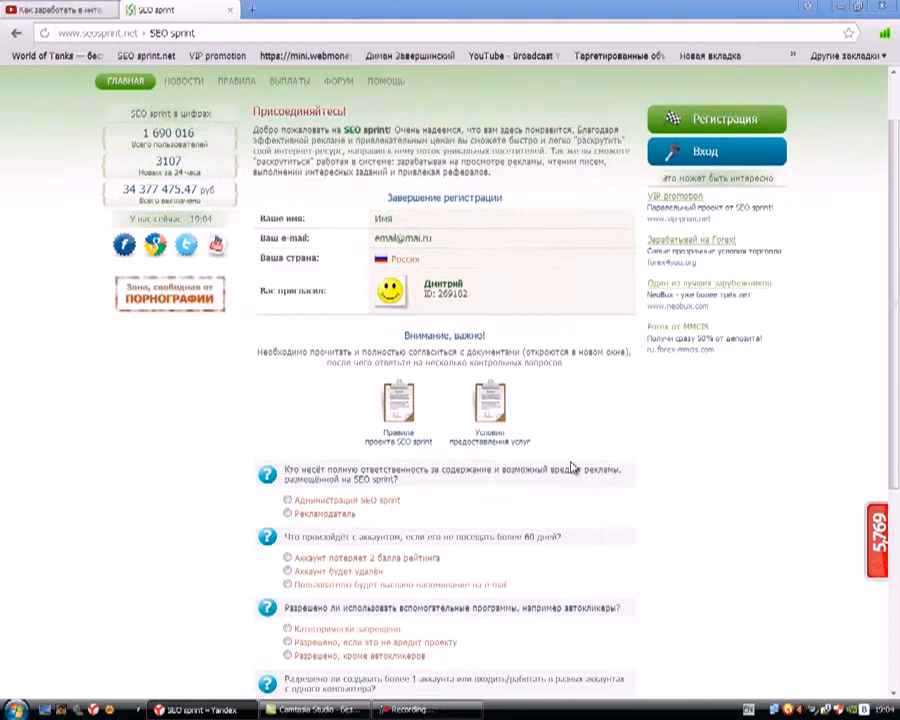 Как заработать в инте
SEO sprint
www.seosprint.net › SEO sprint
World of Tanks — бес
SEO sprint.net
VIP promotion
https://mini.webmone
Диман Завершинский
YouTube - Broadcast Y
Таргетированные об
Новая вкладка
»
Другие закладки
ГЛАВНАЯ
НОВОСТИ
ПРАВИЛА
ВЫПЛАТЫ
ФОРУМ
ПОМОЩЬ
SEO sprint в цифрах
1 690 016
Всего пользователей
3107
Новых за 24 часа
34 377 475.47 руб
Всего выплачено
У нас сейчас 19:04
Зона, свободная от
ПОРНОГРАФИИ
Присоединяйтесь!
Добро пожаловать на SEO sprint! Очень надеемся, что вам здесь понравится. Благодаря
эффективной рекламе и привлекательным ценам вы сможете быстро и легко "раскрутить"
свой интернет-ресурс, направив к нему поток уникальных посетителей. Так же вы сможете
"раскрутиться" работая в системе: зарабатывая на просмотре рекламы, чтении писем,
выполнении интересных заданий и привлекая рефералов.
Завершение регистрации
Ваше имя: Имя
Ваш e-mail: email@mai.ru
Ваша страна: Россия
Вас пригласил:
Дмитрий
ID: 269102
Внимание, важно!
Необходимо прочитать и полностью согласиться с документами (откроются в новом окне),
после чего ответьте на несколько контрольных вопросов
Правила
проекта SEO sprint
Условия
предоставления услуг
Кто несёт полную ответственность за содержание и возможный вред от рекламы,
размещённой на SEO sprint?
Администрация SEO sprint
Рекламодатель
Что произойдёт с аккаунтом, если его не посещать более 60 дней?
Аккаунт потеряет 2 балла рейтинга
Аккаунт будет удалён
Пользователю будет выслано напоминание на e-mail
Разрешено ли использовать вспомогательные программы, например автокликеры?
Категорически запрещено
Разрешено, если это не вредит проекту
Разрешено, кроме автокликеров
Разрешено ли создавать более 1 аккаунта или входить/работать в разных аккаунтах
с одного компьютера?
Регистрация
Вход
Это может быть интересно
VIP promotion
Паралельный проект от SEO sprint!
www.vip-prom.net
Зарабатывай на Forex!
Самые прозрачные условия торговли
forex4you.org
Один из лучших зарубежников
NeoBux - уже более трёх лет
www.neobux.com
Forex от MMCIS
Получи сразу 50% от депозита!
ru.forex-mmcis.com
5,769
SEO sprint – Yandex
Camtasia Studio - Без...
Recording...
19:04